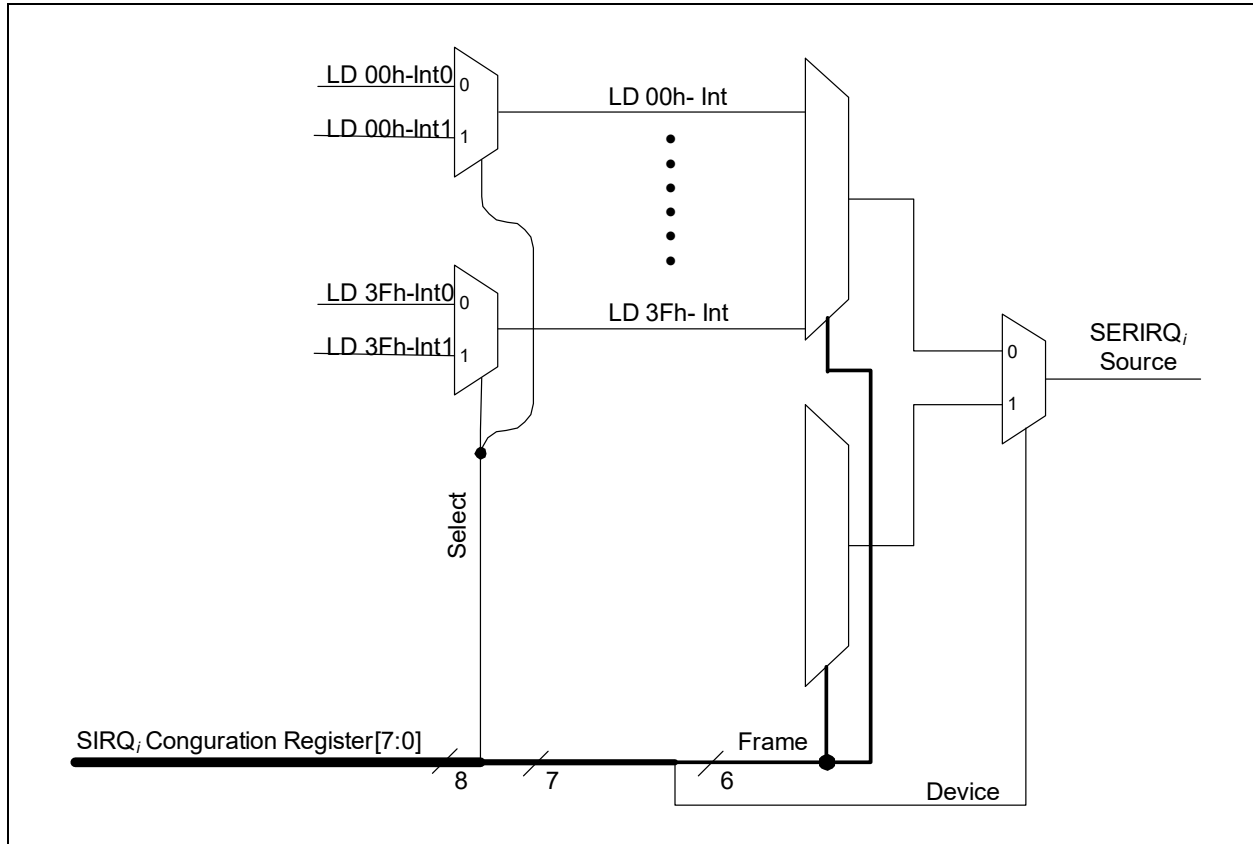 LD 00h-Int0
0
LD 00h-Int1
1
LD 00h- Int
LD 3Fh-Int0
0
LD 3Fh-Int1
1
LD 3Fh- Int
0
1
SERIRQi
Source
Select
SIRQi Conguration Register[7:0]
8
7
Frame
6
Device